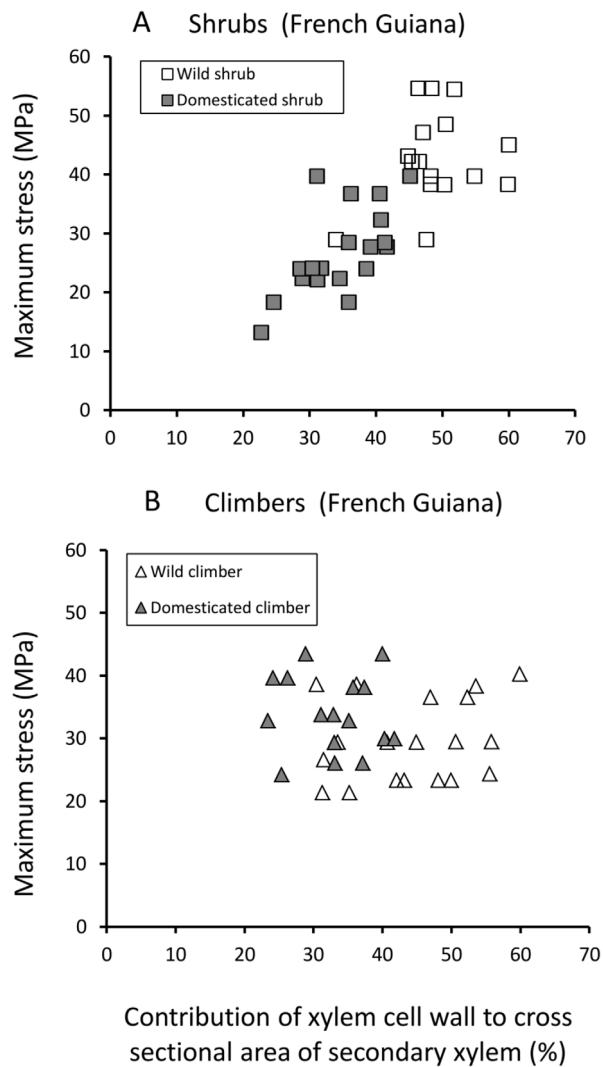 A Shrubs (French Guiana)
60
50
40
30
20
10
0
Maximum stress (MPa)
Wild shrub
Domesticated shrub
0 10 20 30 40 50 60 70
B Climbers (French Guiana)
60
50
40
30
20
10
0
Maximum stress (MPa)
Wild climber
Domesticated climber
0 10 20 30 40 50 60 70
Contribution of xylem cell wall to cross
sectional area of secondary xylem (%)